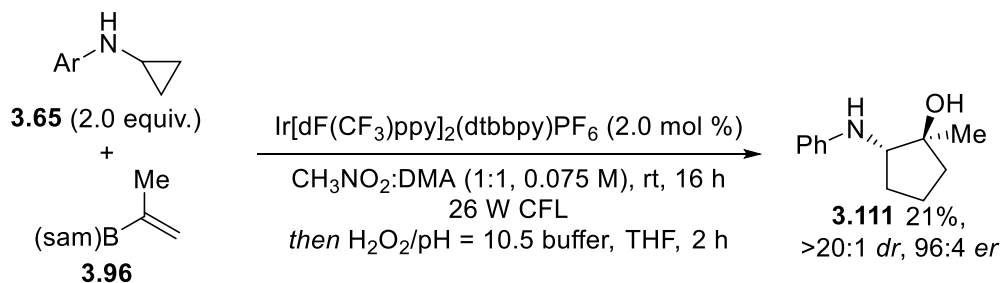 H
N
Ar
3.65 (2.0 equiv.)
+
Me
(sam)B
3.96
Ir[dF(CF3)ppy]2(dtbbpy)PF6 (2.0 mol %)
CH3NO2:DMA (1:1, 0.075 M), rt, 16 h
26 W CFL
then H2O2/pH = 10.5 buffer, THF, 2 h
H
N
Ph
OH
Me
3.111 21%,
>20:1 dr, 96:4 er